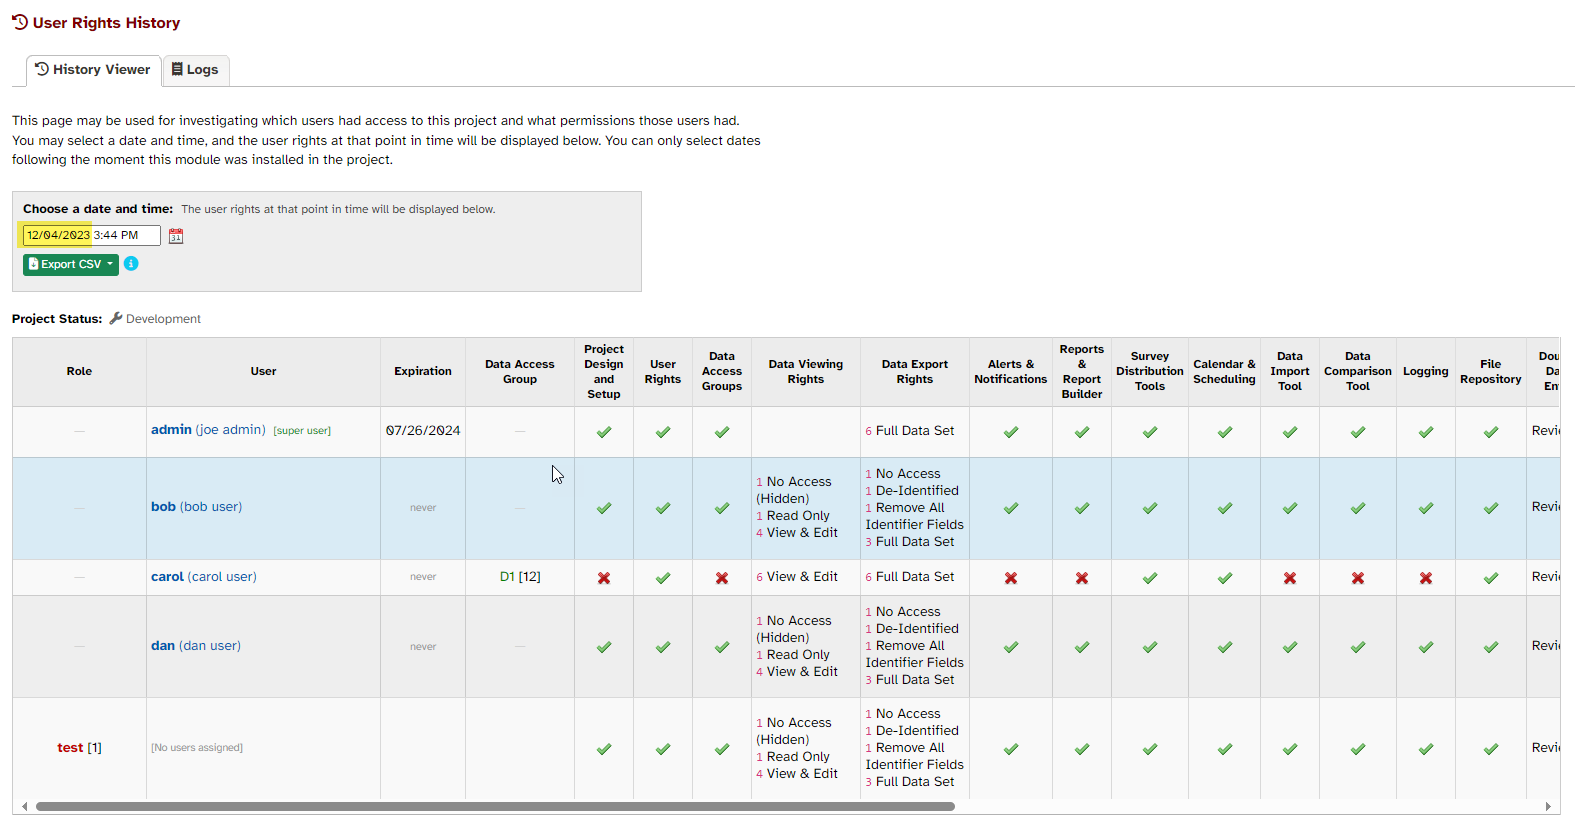 User Rights History
History Viewer
Logs
This page may be used for investigating which users had access to this project and what permissions those users had.
You may select a date and time, and the user rights at that point in time will be displayed below. You can only select dates
following the moment this module was installed in the project.
Choose a date and time: The user rights at that point in time will be displayed below.
12/04/2023 3:44 PM
31
Export CSV
Project Status: Development
Role
User
Expiration
Data Access
Group
Project
Design
and
Setup
User
Rights
Data
Access
Groups
Data Viewing
Rights
Data Export
Rights
Alerts &
Notifications
Reports
&
Report
Builder
Survey
Distribution
Tools
Calendar &
Scheduling
Data
Import
Tool
Data
Comparison
Tool
Logging
File
Repository
Dou
Da
En
—
admin (joe admin) [super user]
07/26/2024
—
6 Full Data Set
Revi
—
bob (bob user)
never
—
1 No Access
(Hidden)
1 Read Only
4 View & Edit
1 No Access
1 De-Identified
1 Remove All
Identifier Fields
3 Full Data Set
Revi
—
carol (carol user)
never
D1 [12]
6 View & Edit
6 Full Data Set
Revi
—
dan (dan user)
never
—
1 No Access
(Hidden)
1 Read Only
4 View & Edit
1 No Access
1 De-Identified
1 Remove All
Identifier Fields
3 Full Data Set
Revi
test [1]
[No users assigned]
1 No Access
(Hidden)
1 Read Only
4 View & Edit
1 No Access
1 De-Identified
1 Remove All
Identifier Fields
3 Full Data Set
Revi